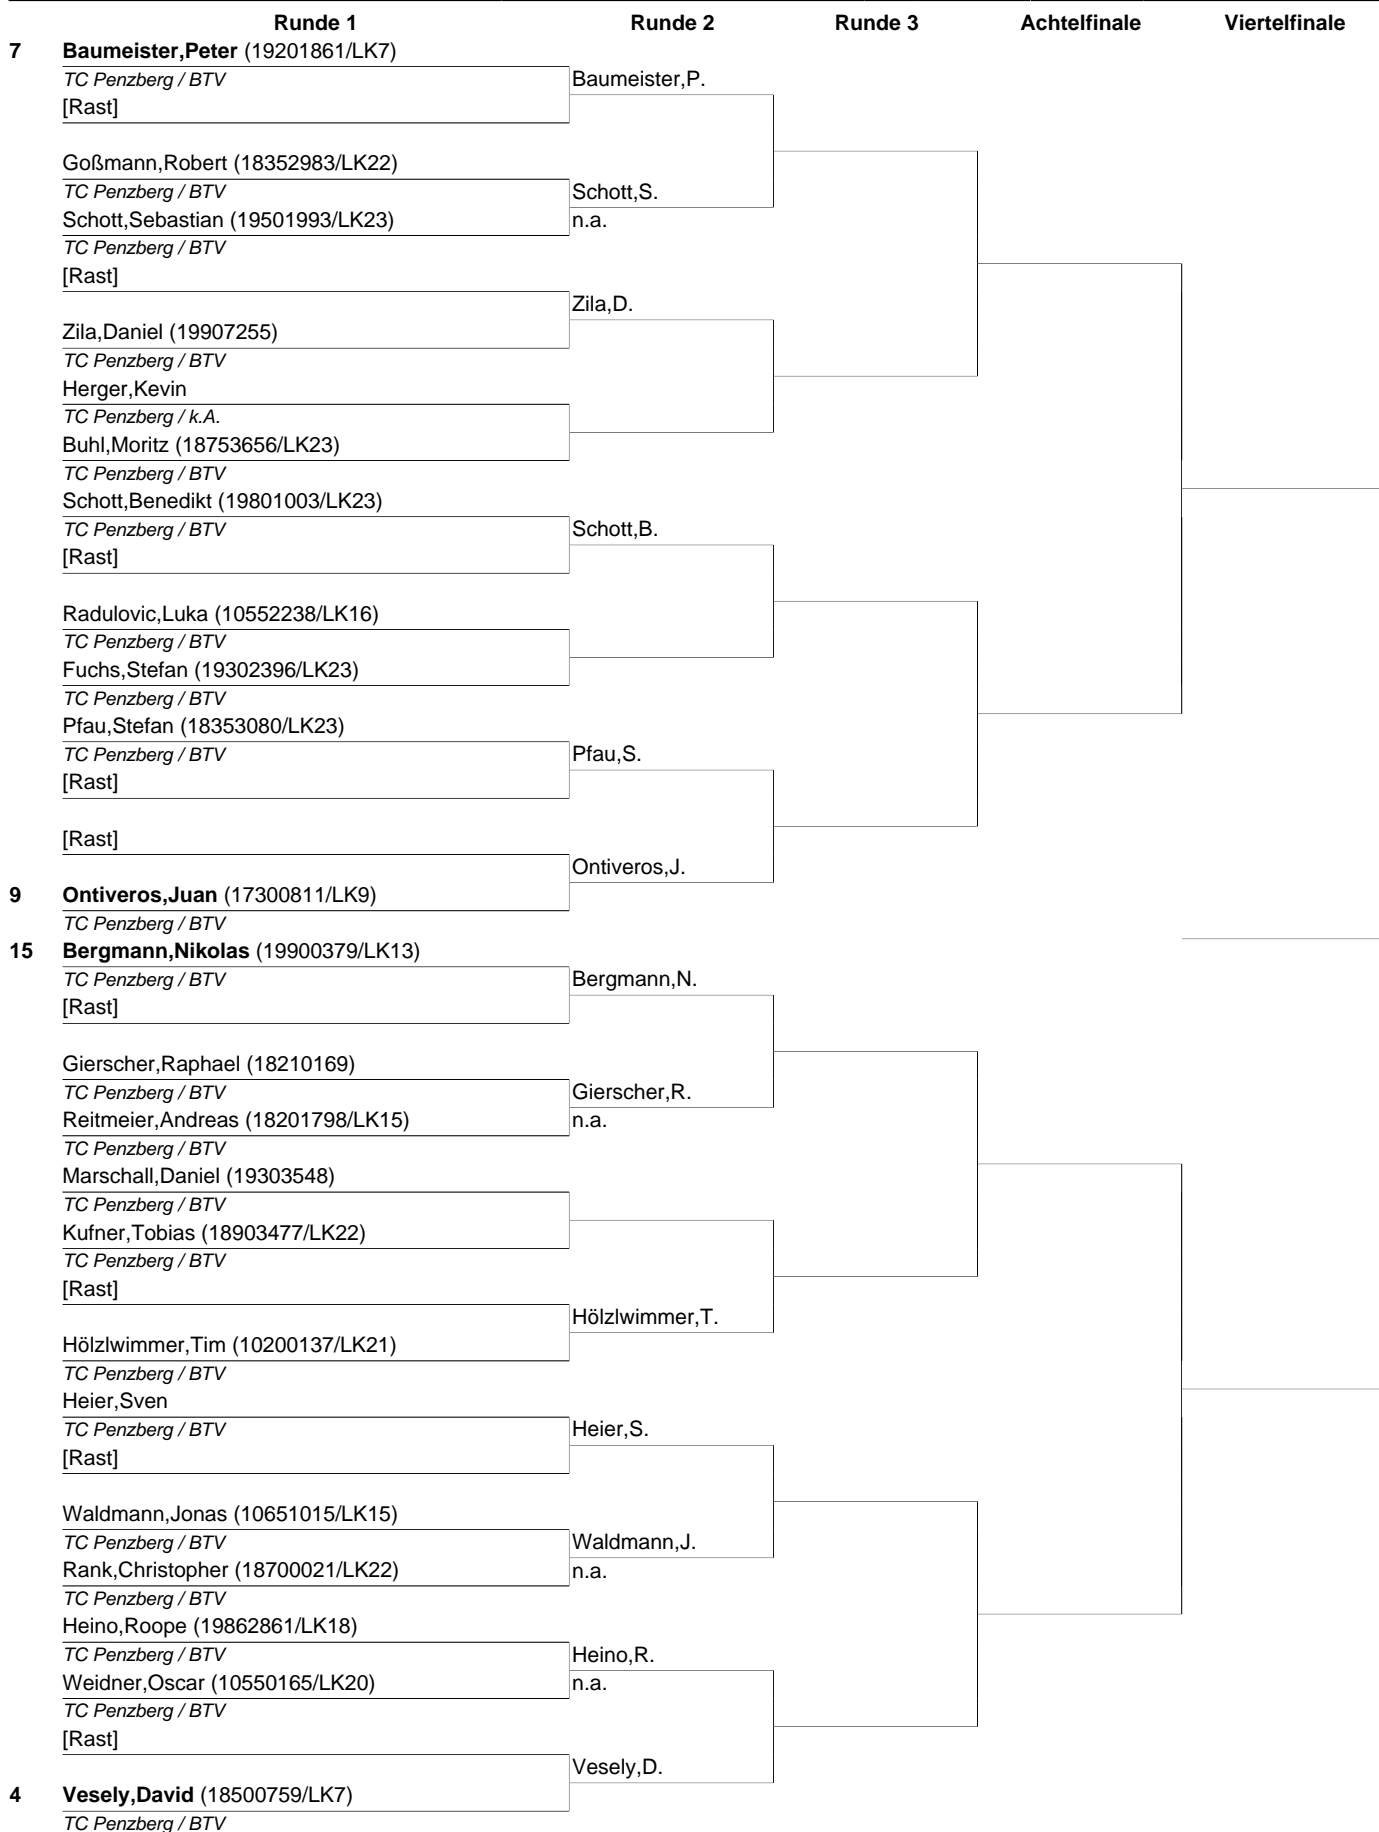 Runde 1 Runde 2 Runde 3 Achtelfinale Viertelfinale
7 Baumeister,Peter (19201861/LK7)
TC Penzberg / BTV Baumeister,P.
[Rast]
Goßmann,Robert (18352983/LK22)
TC Penzberg / BTV Schott,S.
Schott,Sebastian (19501993/LK23) n.a.
TC Penzberg / BTV
[Rast]
Zila,D.
Zila,Daniel (19907255)
TC Penzberg / BTV
Herger,Kevin
TC Penzberg / k.A.
Buhl,Moritz (18753656/LK23)
TC Penzberg / BTV
Schott,Benedikt (19801003/LK23)
TC Penzberg / BTV Schott,B.
[Rast]
Radulovic,Luka (10552238/LK16)
TC Penzberg / BTV
Fuchs,Stefan (19302396/LK23)
TC Penzberg / BTV
Pfau,Stefan (18353080/LK23)
TC Penzberg / BTV Pfau,S.
[Rast]
[Rast]
Ontiveros,J.
9 Ontiveros,Juan (17300811/LK9)
TC Penzberg / BTV
15 Bergmann,Nikolas (19900379/LK13)
TC Penzberg / BTV Bergmann,N.
[Rast]
Gierscher,Raphael (18210169)
TC Penzberg / BTV Gierscher,R.
Reitmeier,Andreas (18201798/LK15) n.a.
TC Penzberg / BTV
Marschall,Daniel (19303548)
TC Penzberg / BTV
Kufner,Tobias (18903477/LK22)
TC Penzberg / BTV
[Rast]
Hölzlwimmer,T.
Hölzlwimmer,Tim (10200137/LK21)
TC Penzberg / BTV
Heier,Sven
TC Penzberg / BTV Heier,S.
[Rast]
Waldmann,Jonas (10651015/LK15)
TC Penzberg / BTV Waldmann,J.
Rank,Christopher (18700021/LK22) n.a.
TC Penzberg / BTV
Heino,Roope (19862861/LK18)
TC Penzberg / BTV Heino,R.
Weidner,Oscar (10550165/LK20) n.a.
TC Penzberg / BTV
[Rast]
Vesely,D.
4 Vesely,David (18500759/LK7)
TC Penzberg / BTV